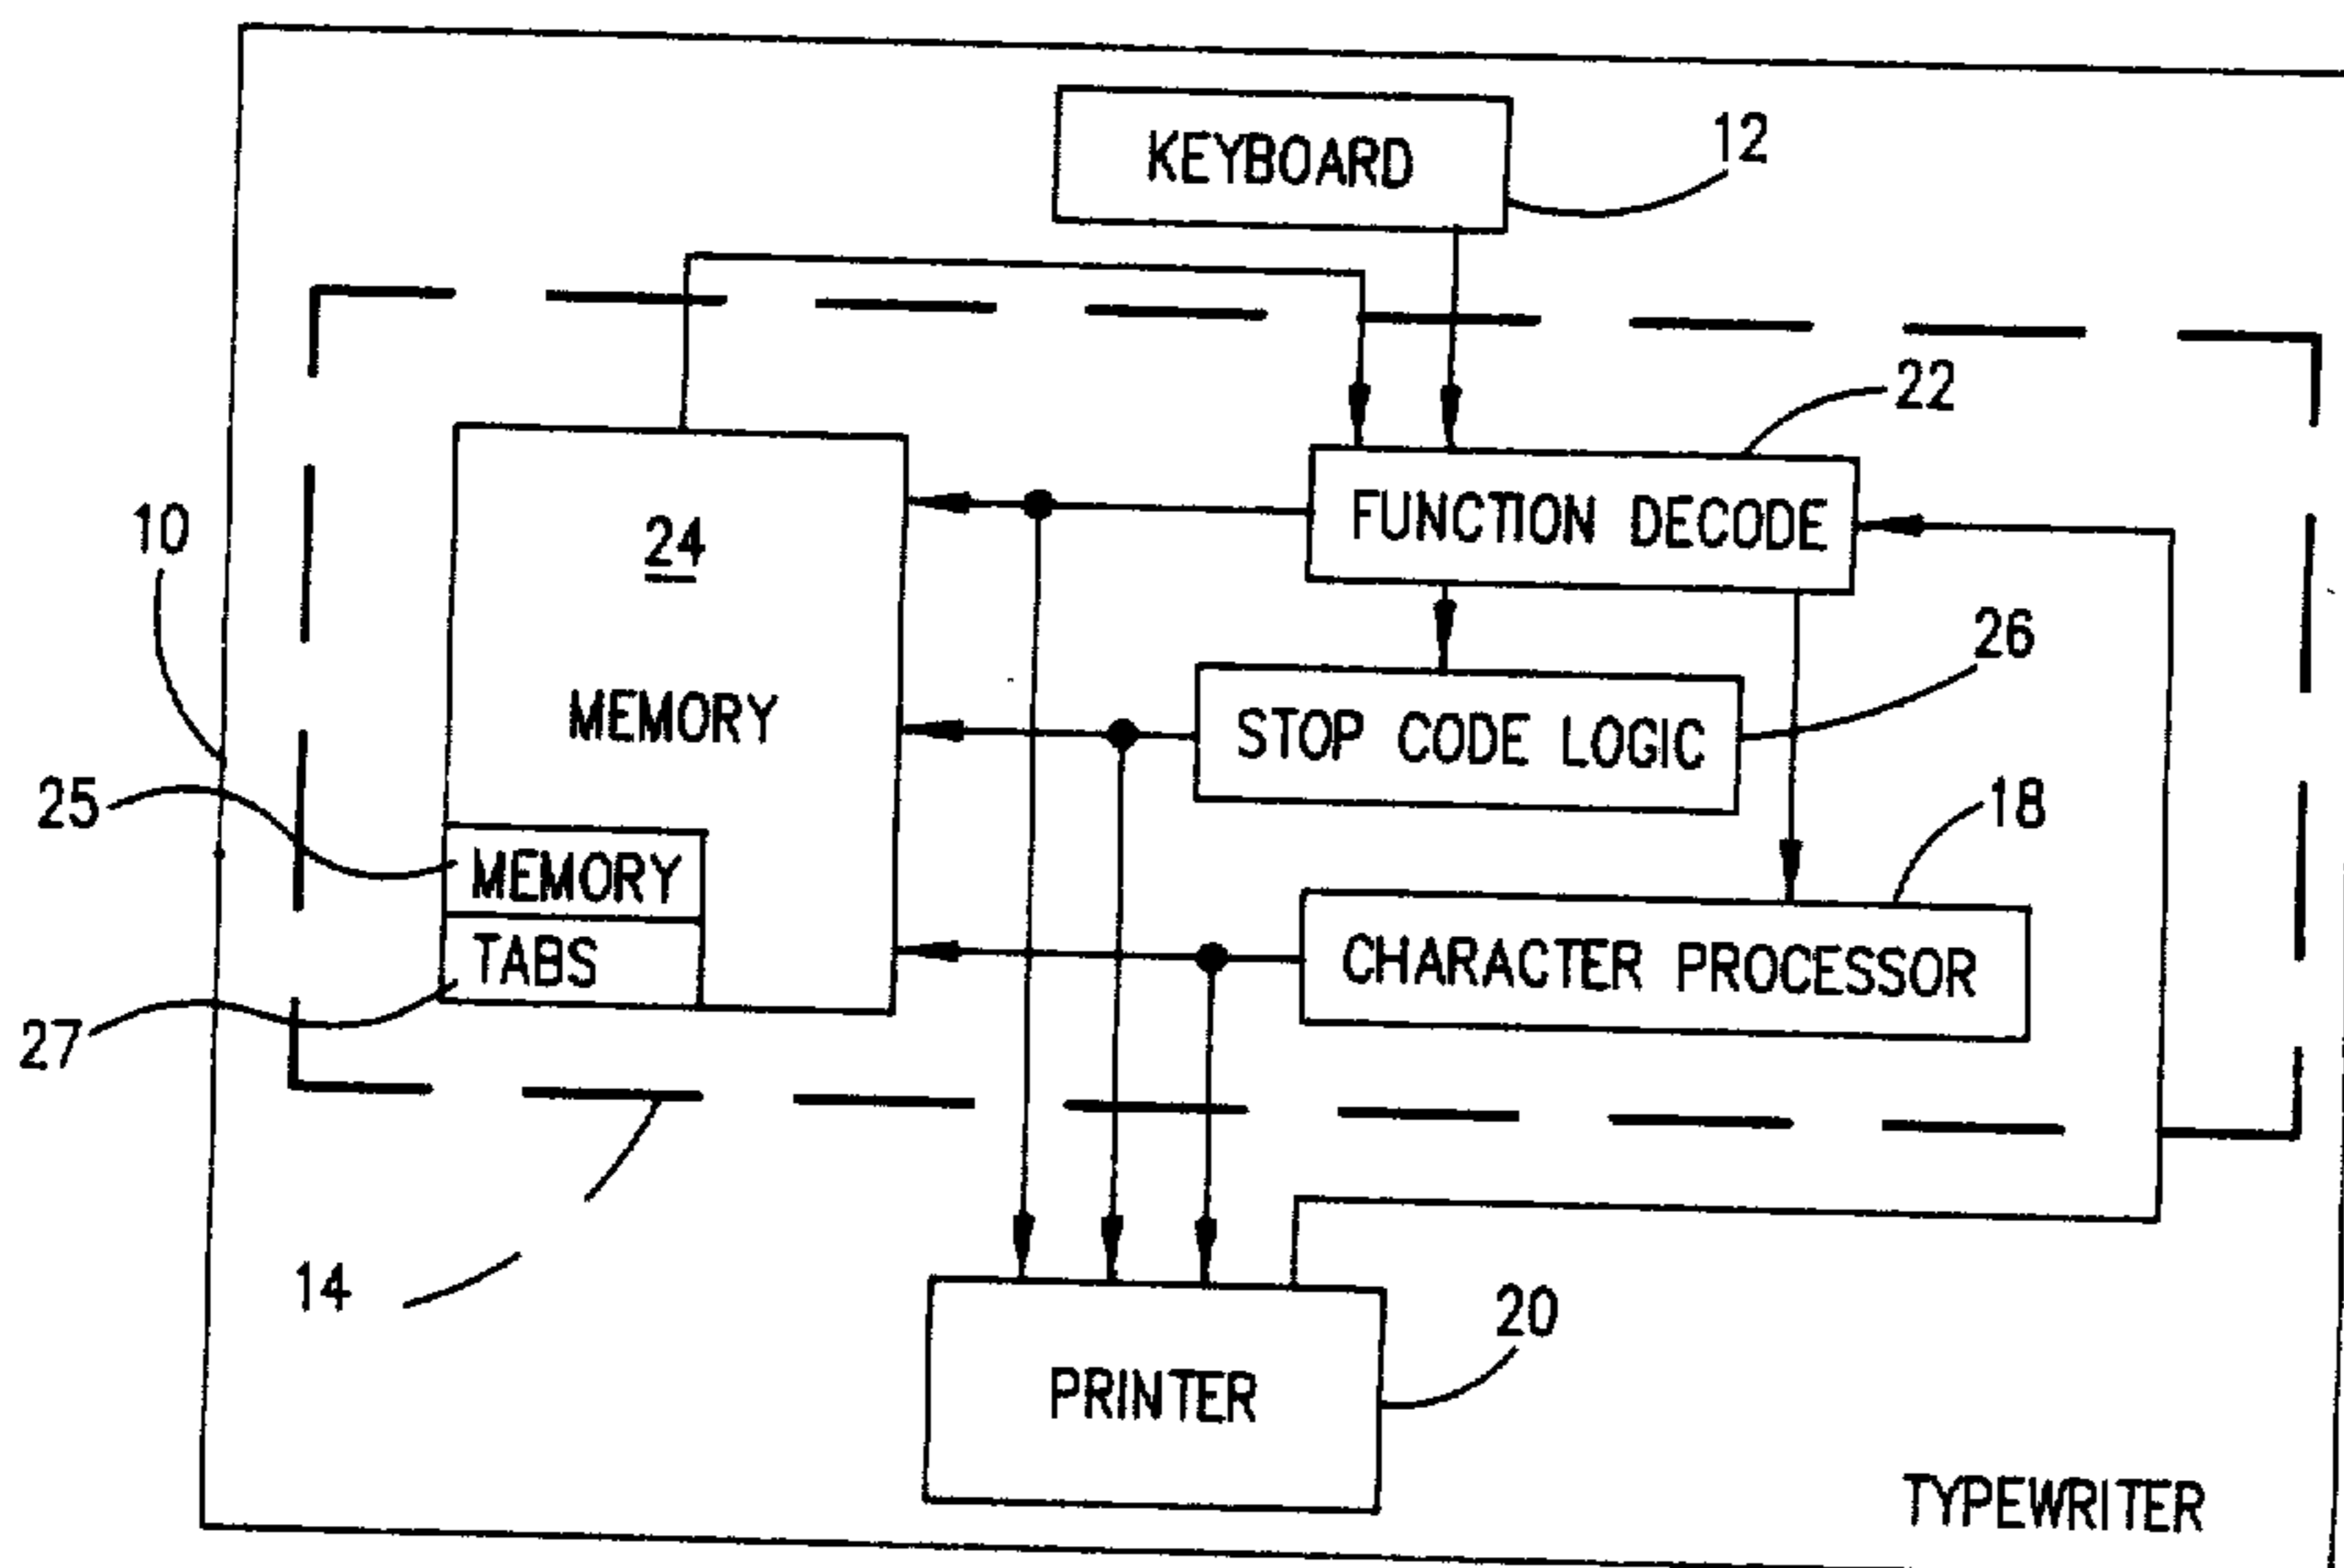 KEYBOARD
12
22
24
FUNCTION DECODE
10
26
MEMORY
STOP CODE LOGIC
25
18
MEMORY
TABS
CHARACTER PROCESSOR
27
14
20
PRINTER
TYPEWRITER